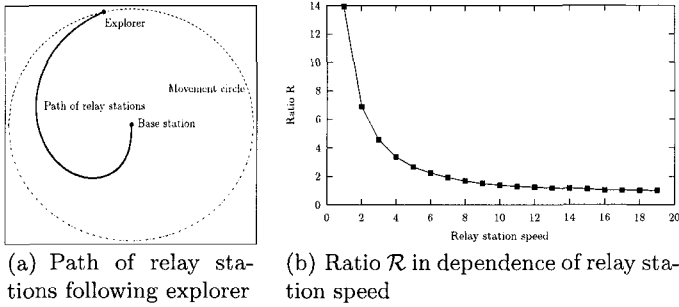 Explorer
Movement circle
Path of relay stations
Base station
(a) Path of relay sta-
tions following explorer
14
12
10
8
6
4
2
0
Ratio R
0 2 4 6 8 10 12 14 16 18 20
Relay station speed
(b) Ratio R in dependence of relay sta-
tion speed